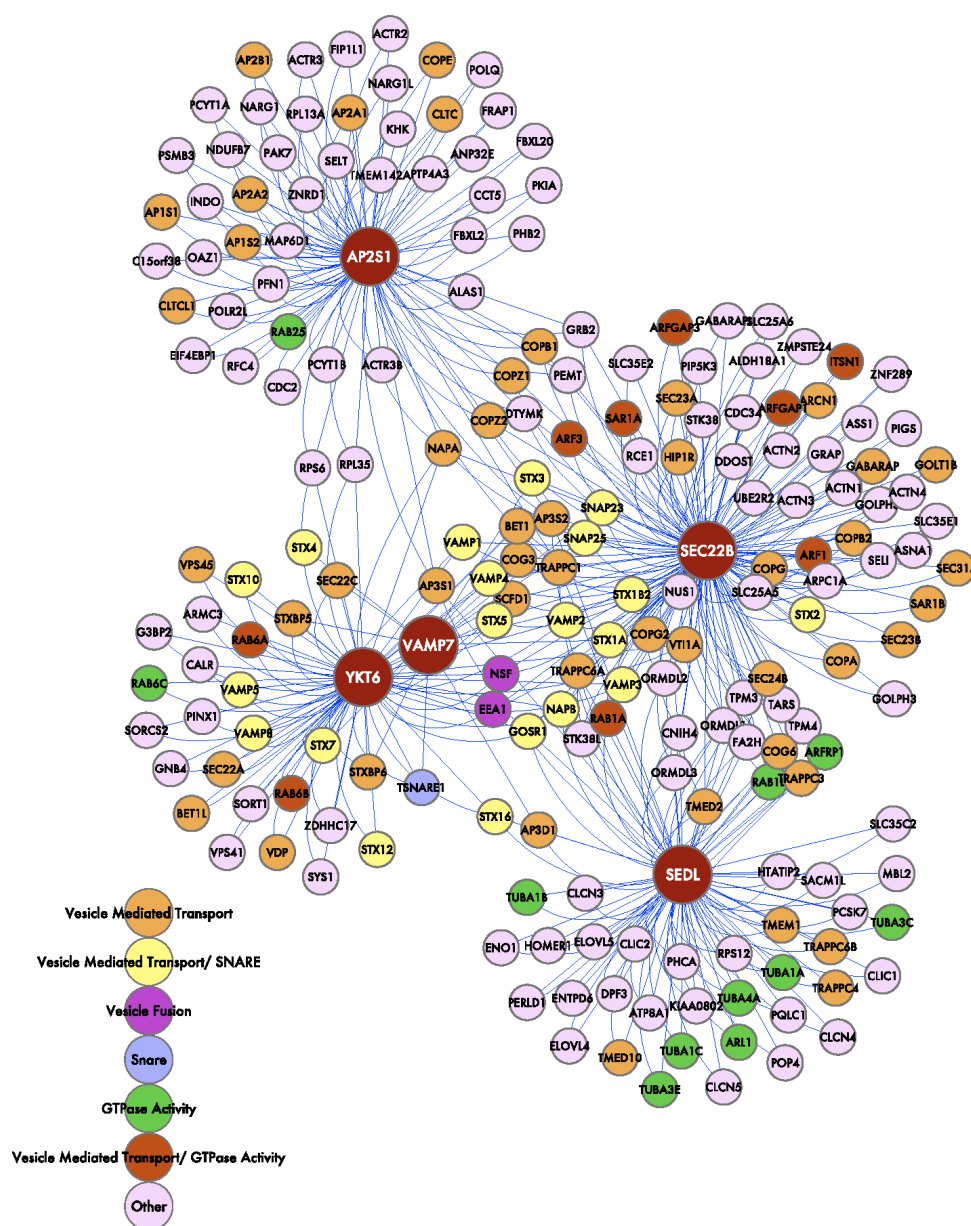 ACTR2
FIP1L1
AP2B1
ACTR3
COPE
POLQ
NARG1L
PCYT1A
NARG1
RPL13A
AP2A1
CLTC
FRAP1
KHK
NDUFB7
PAK7
SELT
ANP32E
FBXL20
PSMB3
ZNRD1
TMEM142A
PTP4A3
CCT5
PKIA
INDO
AP2A2
AP1S1
AP1S2
MAP6D1
FBXL2
PHB2
AP2S1
C15orf38
OAZ1
PFN1
ALAS1
CLTCL1
POLR2L
RAB25
GRB2
EIF4EBP1
RFC4
CDC2
PCYT1B
ACTR3B
COPB1
COPZ1
PEMT
COPZ2
DTYMK
NAPA
ARF3
SLC35E2
SAR1A
RCE1
ARFGAP3
SLC25A6
PIP5K3
ALDH18A1
ZMPSTE24
ITSN1
ZNF289
SEC23A
STK38
CDC34
ARFGAP1
ARCN1
ASS1
PIGS
HIP1R
DDOST
ACTN2
GRAP
GABARAP
GOLT1B
UBE2R2
ACTN3
ACTN1
ACTN4
SLC35E1
COPB2
SEC22B
COPG
ARF1
SELI
ASNA1
SEC31A
ARPC1A
SLC25A5
NUS1
STX2
SAR1B
SEC23B
COPA
GOLPH3
RPS6
RPL35
STX3
SNAP23
BET1
AP3S2
SNAP25
VAMP1
COG3
TRAPPC1
STX4
VPS45
STX10
SEC22C
AP3S1
VAMP4
SCFD1
STX1B2
STXBP5
STX5
VAMP2
STX1A
COPG2
VTI1A
ARMC3
G3BP2
RAB6A
VAMP7
YKT6
NSF
TRAPPC6A
ORMDL2
VAMP3
SEC24B
CALR
RAB6C
VAMP5
EEA1
NAPB
RAB1A
TPM3
TARS
PINX1
SORCS2
VAMP8
GOSR1
STK38L
CNIH4
TPM4
FA2H
COG6
ARFRP1
STX7
GNB4
SEC22A
STXBP6
TSNARE1
ORMDL3
TRAPPC3
BET1L
SORT1
RAB6B
TMED2
ZDHHC17
STX16
AP3D1
VPS41
VDP
STX12
SYS1
SLC35C2
SEDL
HTATIP2
SACM1L
MBL2
TUBA1B
CLCN3
PCSK7
TUBA3C
TMEM1
ENO1
HOMER1
ELOVL5
CLIC2
TRAPPC6B
PHCA
RPS12
TUBA1A
CLIC1
TRAPPC4
PERLD1
ENTPD6
DPF3
TUBA4A
KIAA0802
ATP8A1
PQLC1
CLCN4
ELOVL4
TMED10
TUBA1C
ARL1
POP4
TUBA3E
CLCN5
Vesicle Mediated Transport
Vesicle Mediated Transport/ SNARE
Vesicle Fusion
Snare
GTPase Activity
Vesicle Mediated Transport/ GTPase Activity
Other